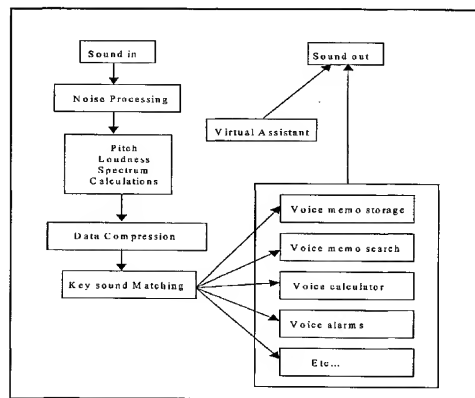 Sound in
Noise Processing
Pitch
Loudness
Spectrum
Calculations
Data Compression
Key sound Matching
Sound out
Virtual Assistant
Voice memo storage
Voice memo search
Voice calculator
Voice alarms
Etc...